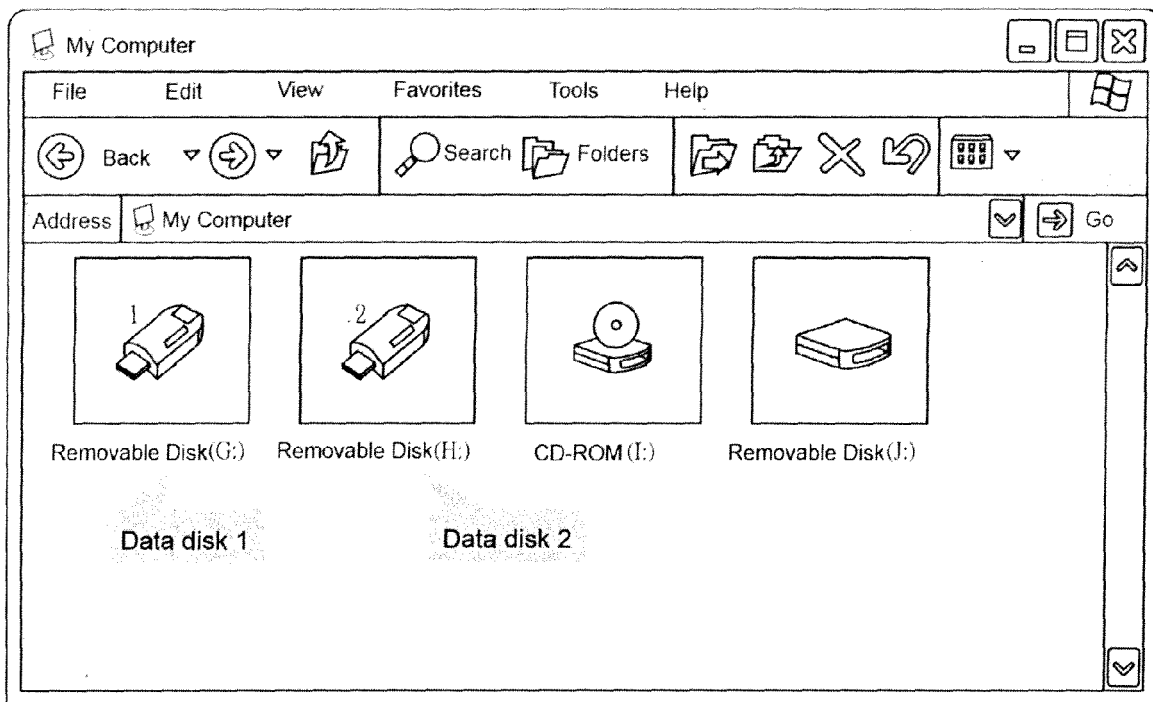 My Computer
File Edit View Favorites Tools Help
Back Search Folders
Address My Computer Go
1 .2
Removable Disk(G:) Removable Disk(H:) CD-ROM(I:) Removable Disk(J:)
Data disk 1 Data disk 2